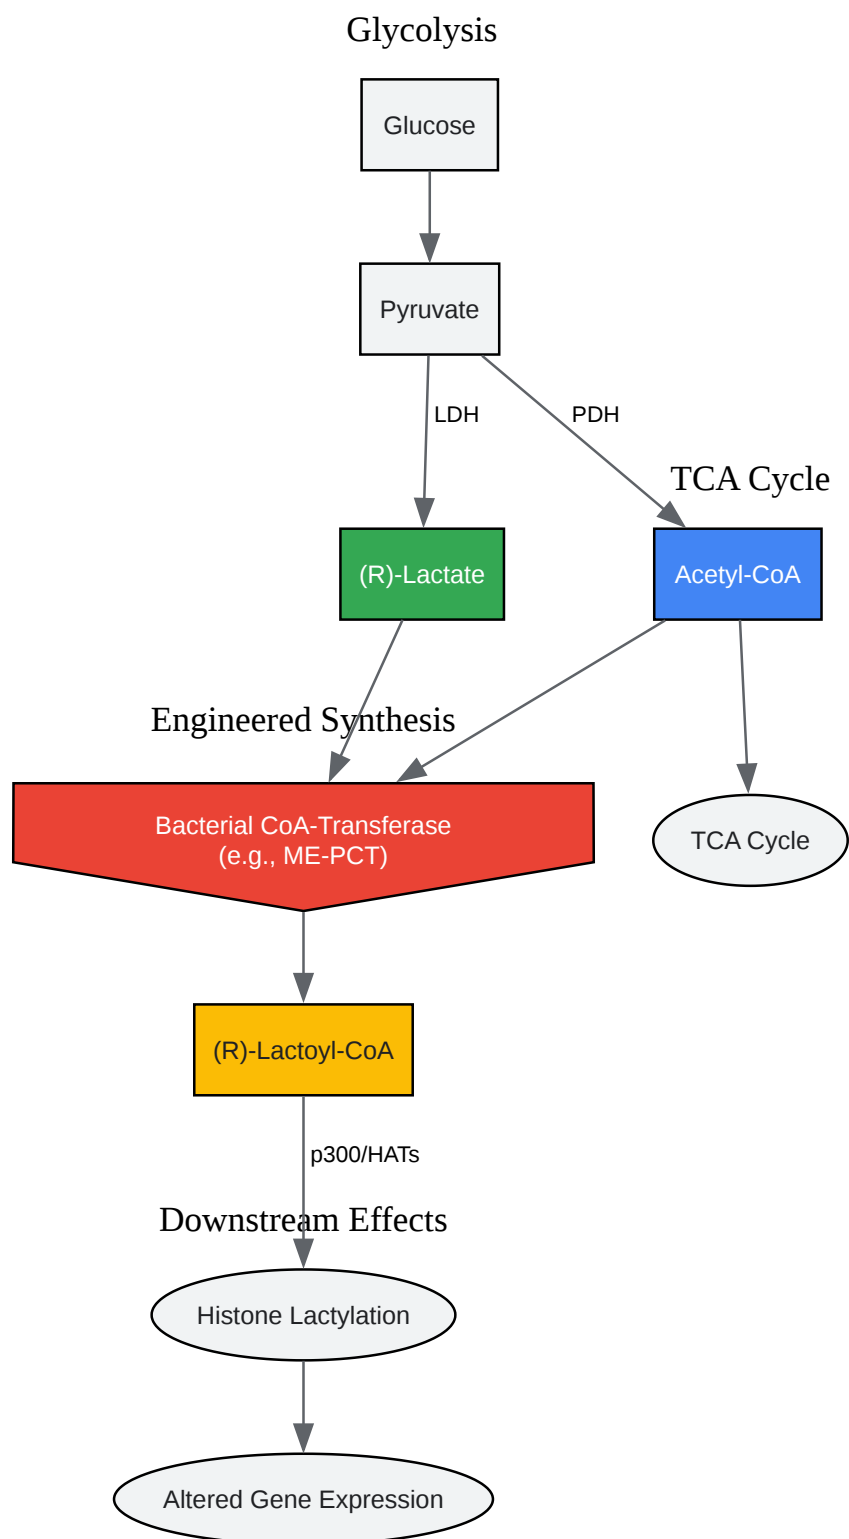 Glycolysis
Glucose
Pyruvate
LDH
PDH
TCA Cycle
(R)-Lactate
Acetyl-CoA
Engineered Synthesis
Bacterial CoA-Transferase
(e.g., ME-PCT)
TCA Cycle
(R)-Lactoyl-CoA
p300/HATs
Downstream Effects
Histone Lactylation
Altered Gene Expression